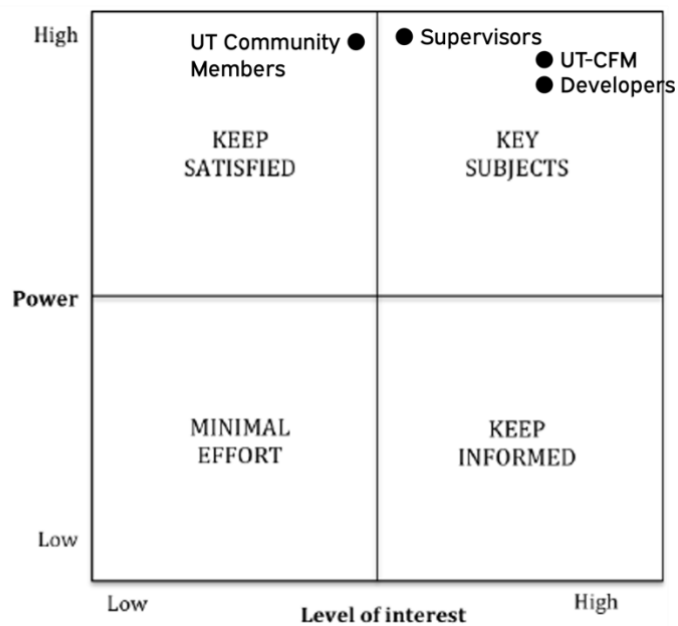 High
UT Community
Members
Supervisors
UT-CFM
Developers
KEEP
SATISFIED
KEY
SUBJECTS
Power
MINIMAL
EFFORT
KEEP
INFORMED
Low
Low
Level of interest
High